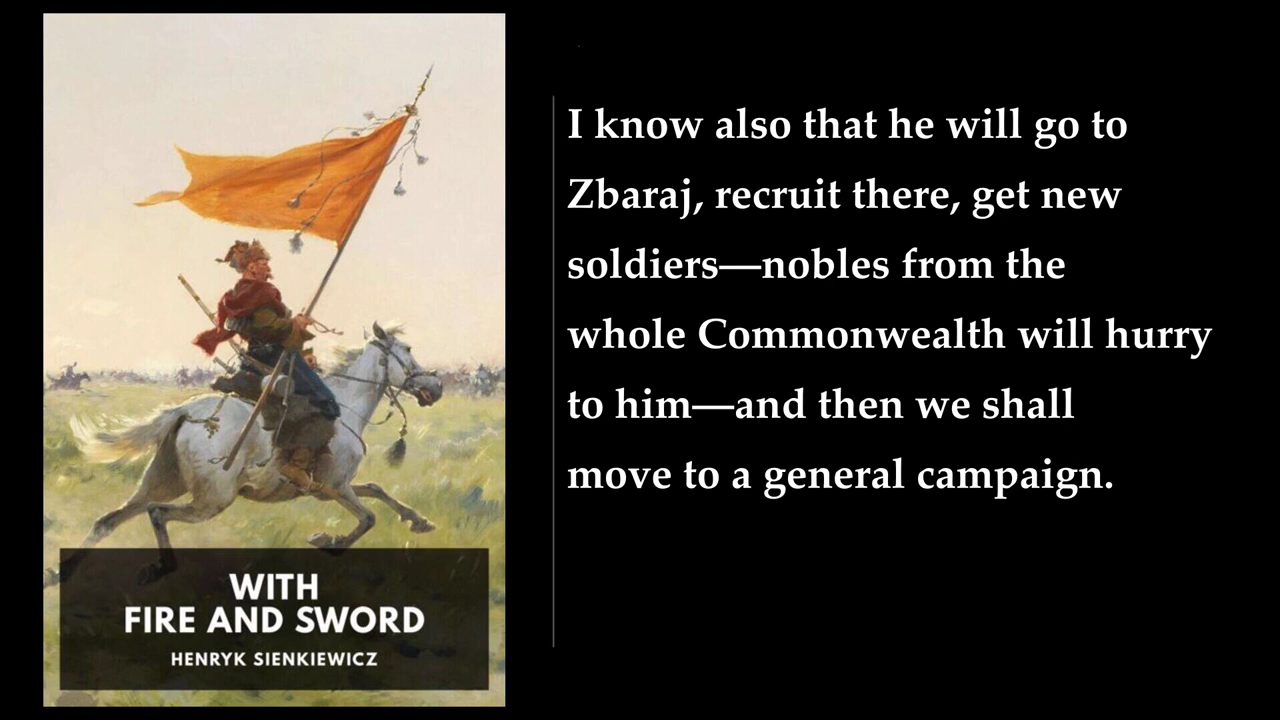 I know also that he will go to
Zbaraj, recruit there, get new
soldiers—nobles from the
whole Commonwealth will hurry
to him—and then we shall
move to a general campaign.
WITH
FIRE AND SWORD
HENRYK SIENKIEWICZ